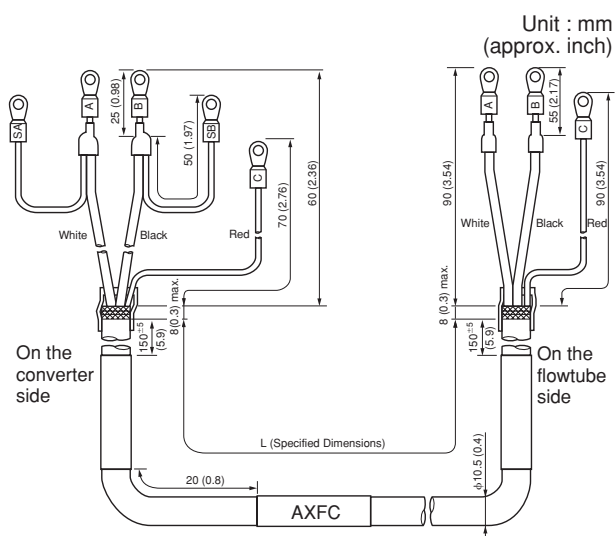 Unit : mm
(approx. inch)
SA
A
B
SB
C
25 (0.98)
50 (1.97)
70 (2.76)
60 (2.36)
White
Black
Red
8(0.3) max.
150±5
(5.9)
On the
converter
side
A
B
C
55 (2.17)
90 (3.54)
90 (3.54)
White
Black
Red
8 (0.3) max.
150±5
(5.9)
On the
flowtube
side
L (Specified Dimensions)
20 (0.8)
φ10.5 (0.4)
AXFC